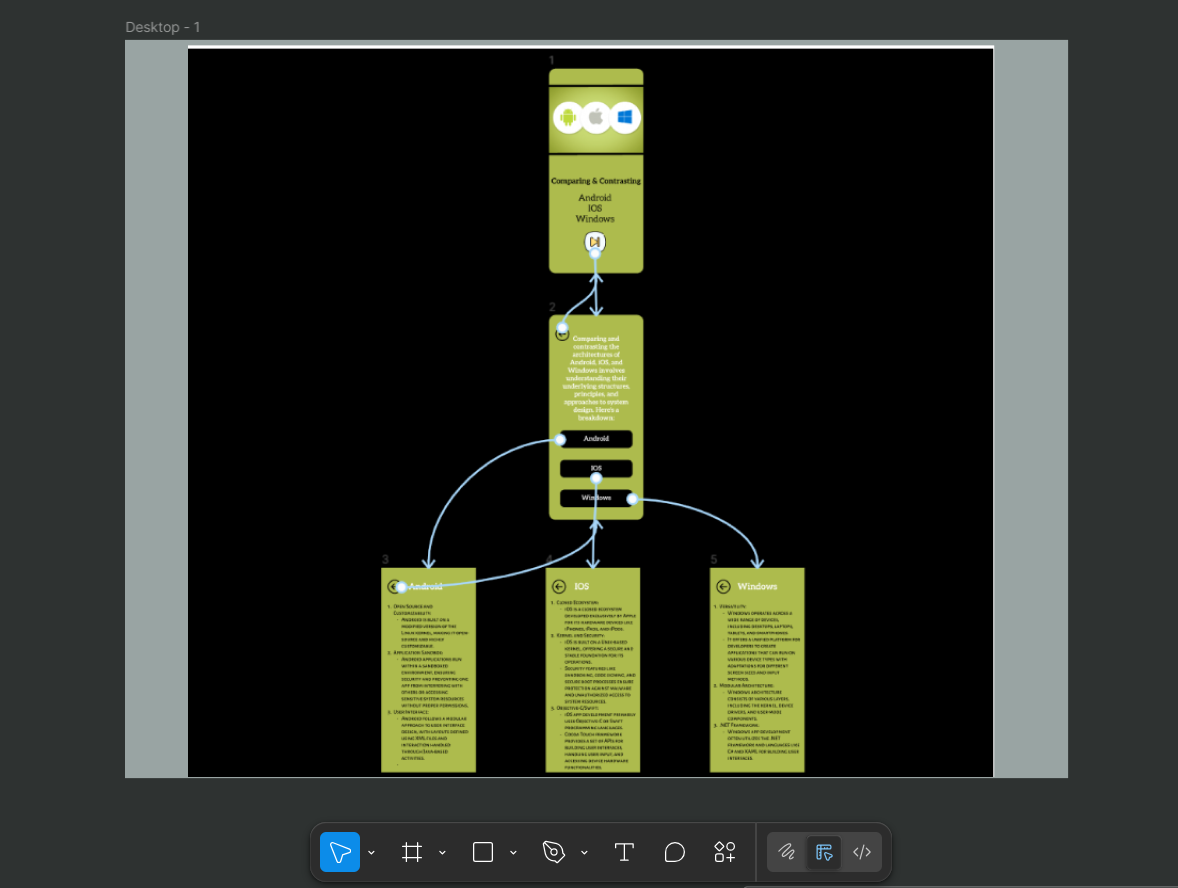 Desktop - 1
1
Comparing & Contrasting
Android
IOS
Windows
2
Comparing and
contrasting the
architectures of
Android, iOS, and
Windows involves
understanding their
underlying structures,
principles, and
approaches to system
design. Here's a
breakdown:
Android
IOS
Windows
3
Android
1. Open Source and
Customizability:
- Android is built on a
modified version of the
Linux kernel, making it open-
source and highly
customizable.
2. Application Sandbox:
- Android applications run
within a sandboxed
environment, ensuring
security and preventing one
app from interfering with
others or accessing
sensitive system resources
without proper permissions.
3. User Interface:
- Android follows a modular
approach to user interface
design, with layouts defined
using XML files and
interaction handled
through Java-based
activities.
4
IOS
1. Closed Ecosystem:
- iOS is a closed ecosystem
developed exclusively by Apple
for its hardware devices like
iPhones, iPads, and iPods.
2. Kernel and Security:
- iOS is built on a Unix-based
kernel, offering a secure and
stable foundation for its
operations.
- Security features like
sandboxing, code signing, and
secure boot processes ensure
protection against malware
and unauthorized access to
system resources.
3. Objective-C/Swift:
- iOS app development primarily
uses Objective-C or Swift
programming languages.
- Cocoa Touch framework
provides a set of APIs for
building user interfaces,
handling user input, and
accessing device hardware
functionalities.
5
Windows
1. Versatility:
- Windows operates across a
wide range of devices,
including desktops, laptops,
tablets, and smartphones.
It offers a unified platform for
developers to create
applications that can run on
various device types with
adaptations for different
screen sizes and input
methods.
2. Modular Architecture:
- Windows architecture
consists of various layers,
including the kernel, device
drivers, and user mode
components.
3. .NET Framework:
- Windows app development
often utilizes the .NET
framework and languages like
C# and XAML for building user
interfaces.